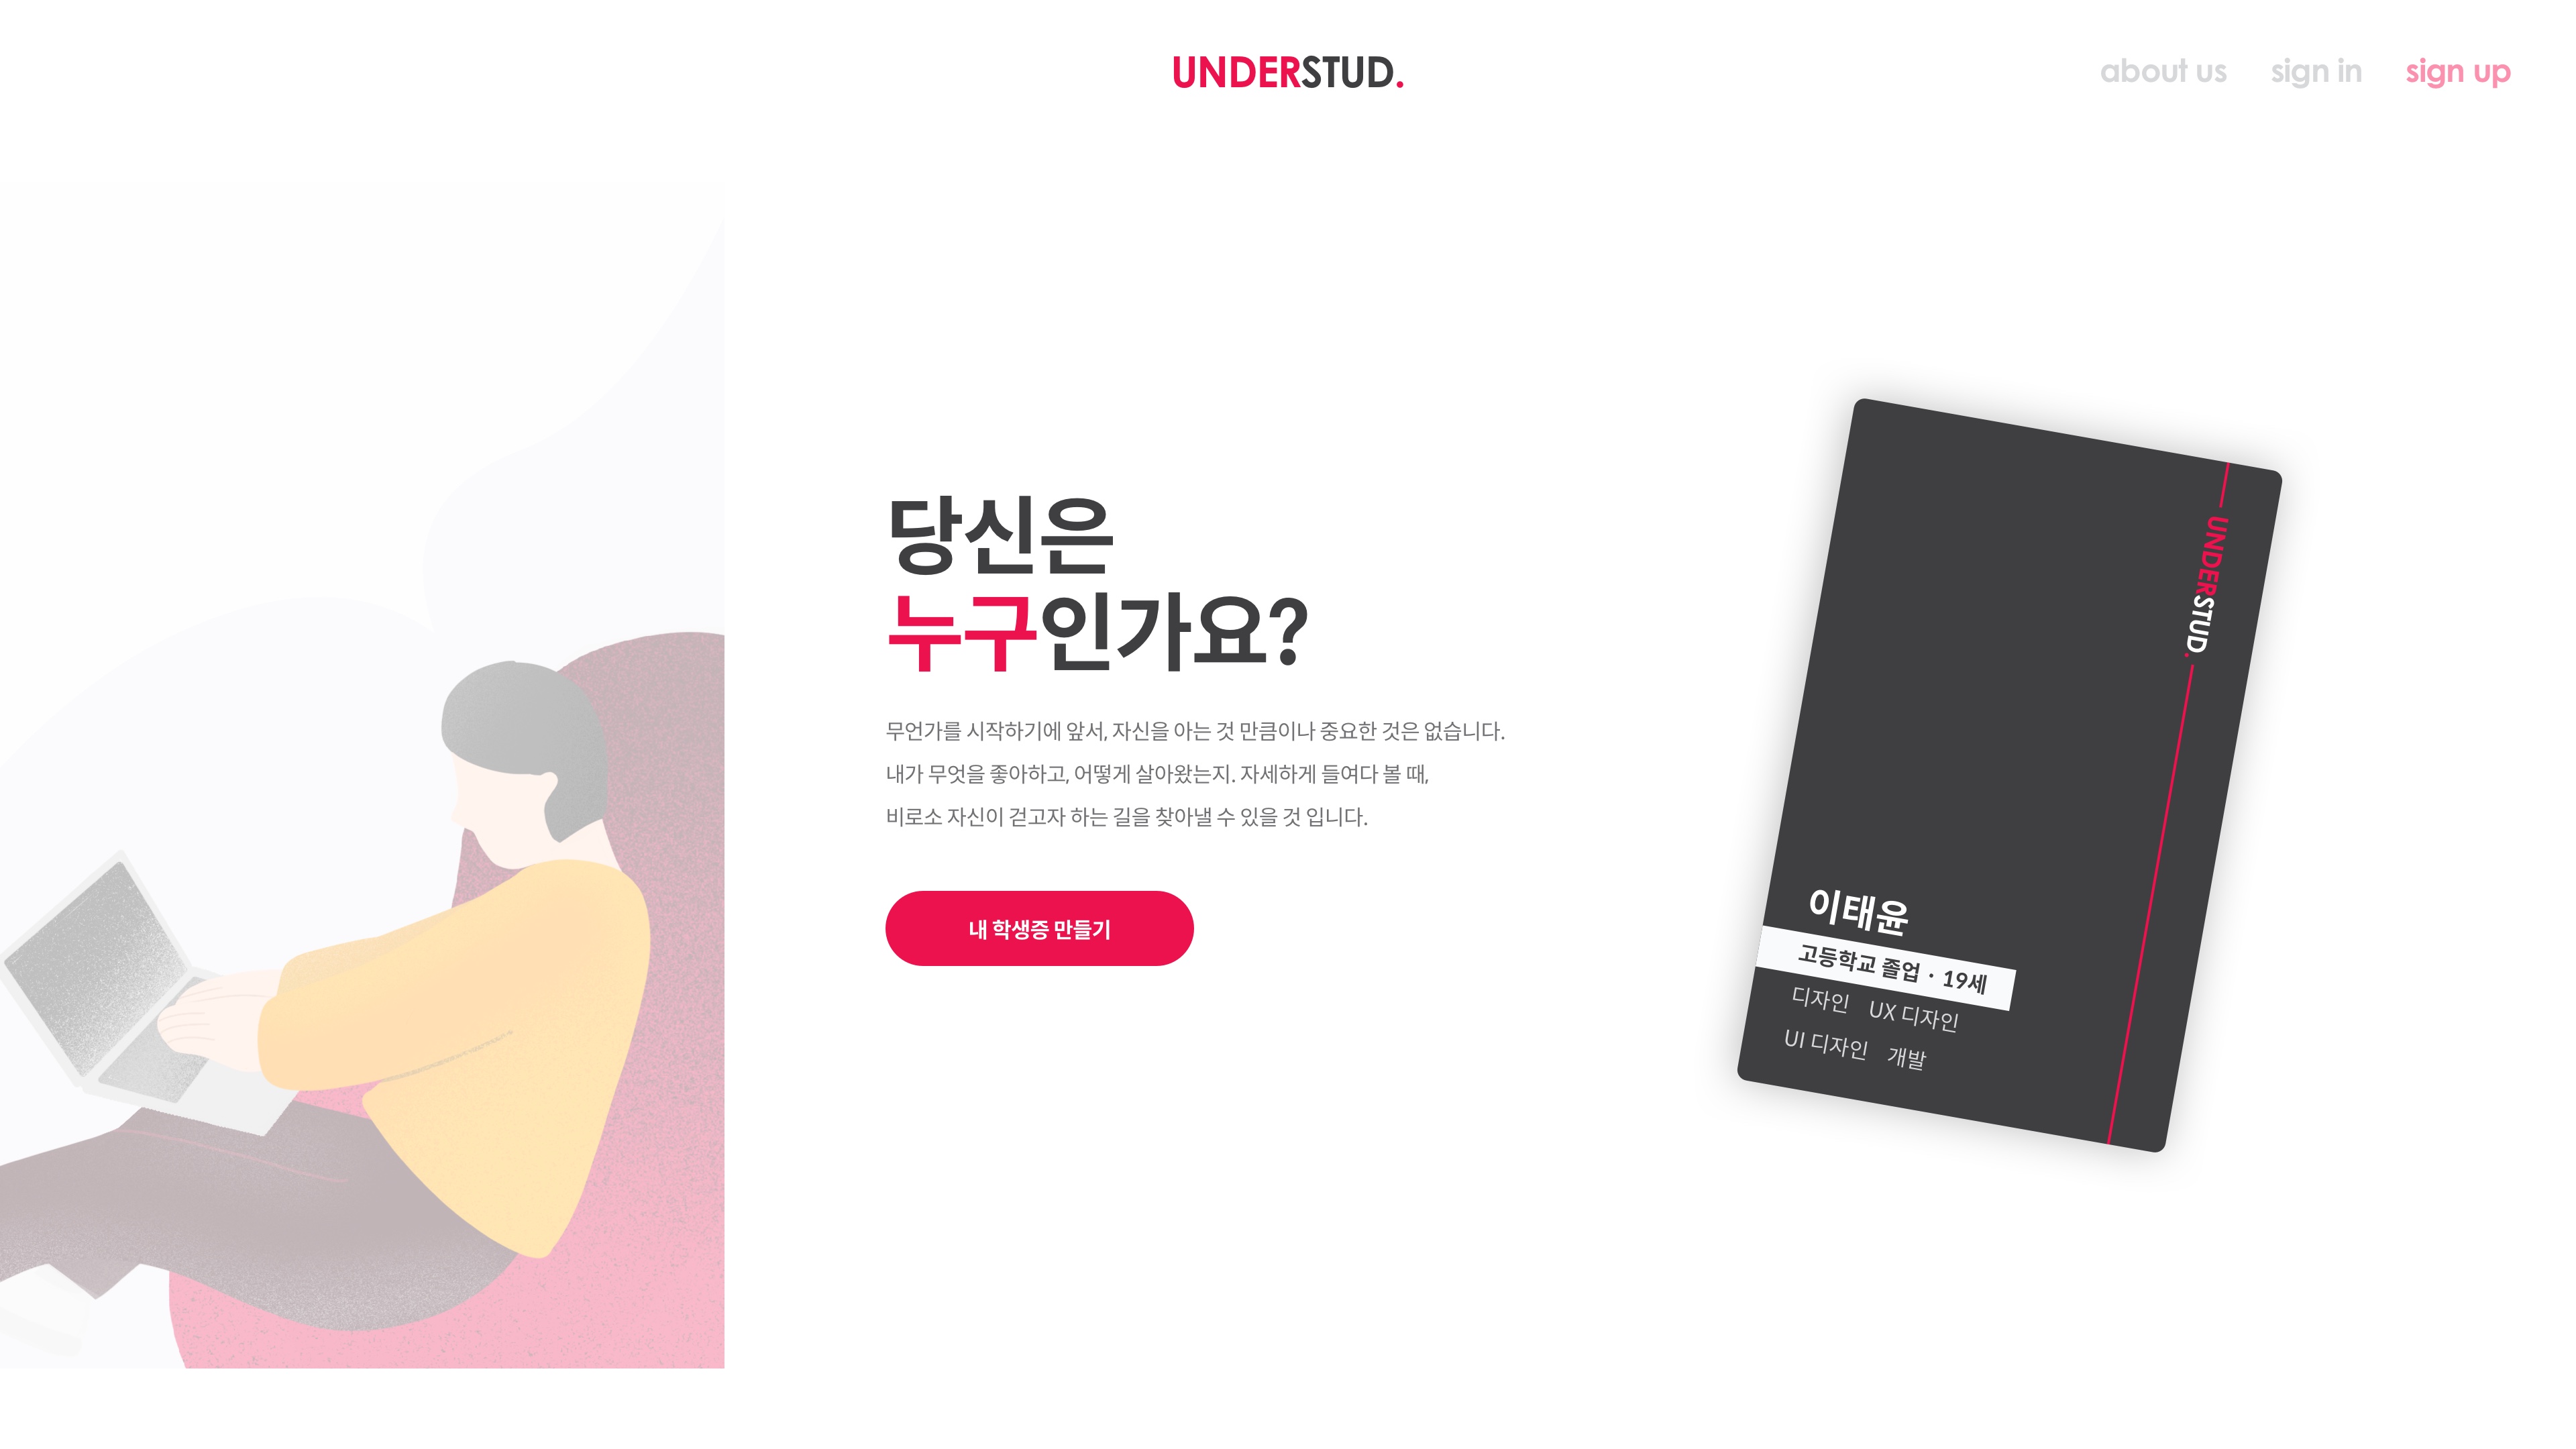 UNDERSTUD.
about us sign in sign up
당신은
누구인가요?
무언가를 시작하기에 앞서, 자신을 아는 것 만큼이나 중요한 것은 없습니다.
내가 무엇을 좋아하고, 어떻게 살아왔는지. 자세하게 들여다 볼 때,
비로소 자신이 걷고자 하는 길을 찾아낼 수 있을 것 입니다.
내 학생증 만들기
UNDERSTUD.
이태윤
고등학교 졸업 · 19세
디자인 UX 디자인
UI 디자인 개발